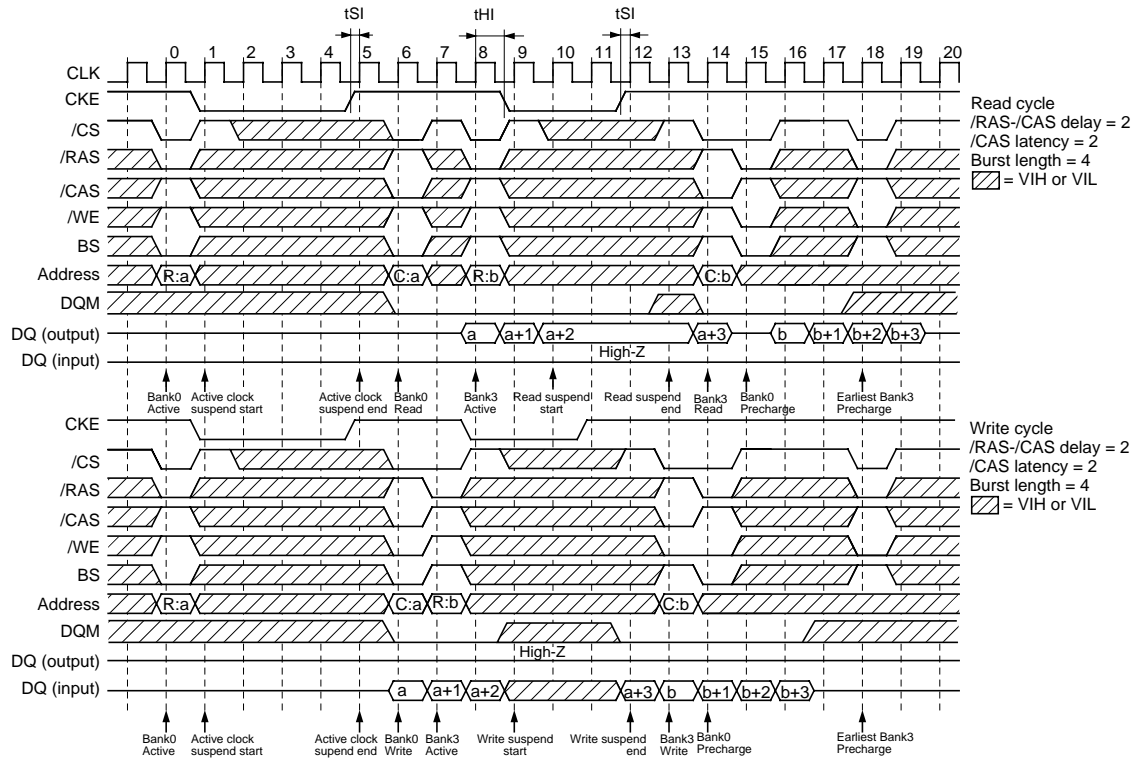 tSI tHI tSI
0 1 2 3 4 5 6 7 8 9 10 11 12 13 14 15 16 17 18 19 20
CLK
CKE
/CS
/RAS
/CAS
/WE
BS
Address R:a C:a R:b C:b
DQM
DQ (output) a a+1 a+2 a+3 b b+1 b+2 b+3
High-Z
DQ (input)
Bank0 Active clock Active clock Bank0 Bank3 Read suspend Read suspend Bank3 Bank0 Earliest Bank3
Active suspend start suspend end Read Active start end Read Precharge Precharge
Read cycle
/RAS-/CAS delay = 2
/CAS latency = 2
Burst length = 4
= VIH or VIL
CKE
/CS
/RAS
/CAS
/WE
BS
Address R:a C:a R:b C:b
DQM
High-Z
DQ (output)
DQ (input) a a+1 a+2 a+3 b b+1 b+2 b+3
Bank0 Active clock Active clock Bank0 Bank3 Write suspend Write suspend Bank3 Bank0 Earliest Bank3
Active suspend start supend end Write Active start end Write Precharge Precharge
Write cycle
/RAS-/CAS delay = 2
/CAS latency = 2
Burst length = 4
= VIH or VIL